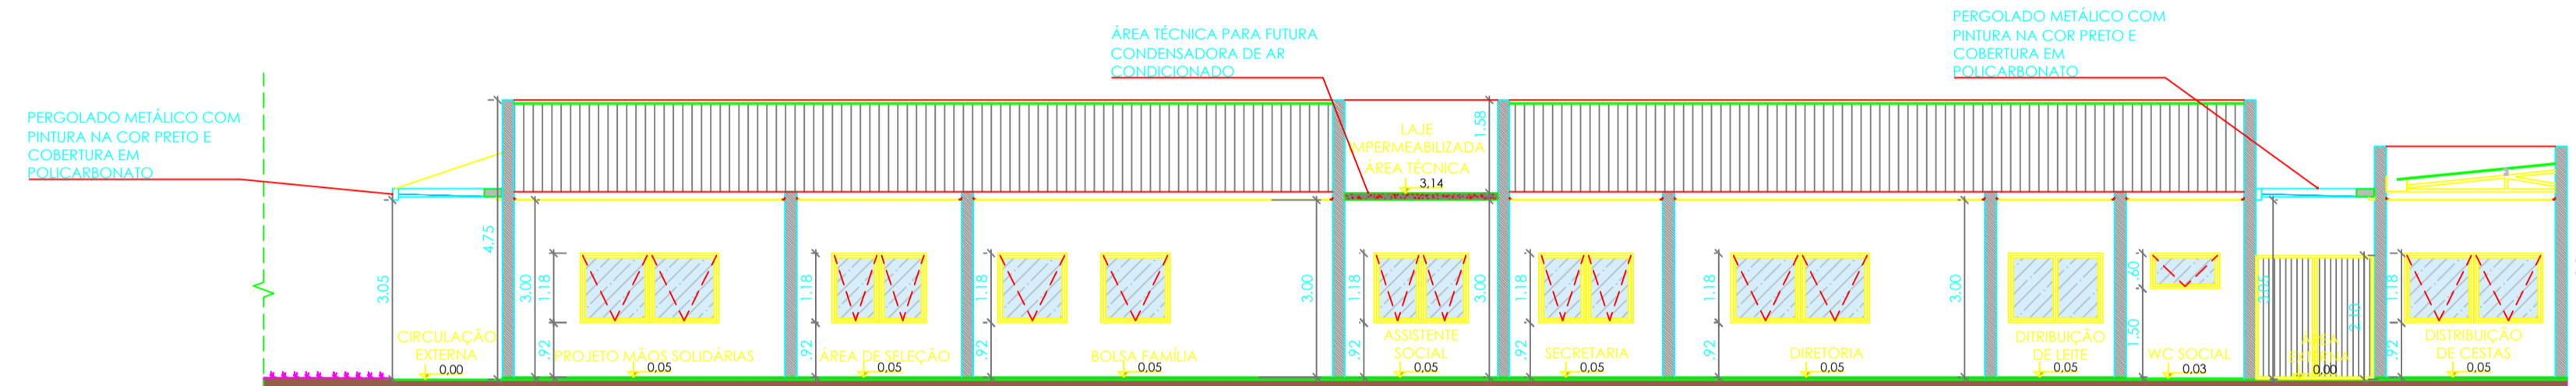 PERGOLADO METÁLICO COM
PINTURA NA COR PRETO E
COBERTURA EM
POLICARBONATO
ÁREA TÉCNICA PARA FUTURA
CONDENSADORA DE AR
CONDICIONADO
PERGOLADO METÁLICO COM
PINTURA NA COR PRETO E
COBERTURA EM
POLICARBONATO
LAJE
MPERMEABILIZADA
ÁREA TÉCNICA
3,14
1.58
4.75
3.05
3.00
1.18
.92
1.18
.92
1.18
.92
3.00
1.18
.92
3.00
1.18
.92
1.18
.92
3.00
.60
1.50
3.00
2.10
1.18
.92
CIRCULAÇÃO
EXTERNA
0,00
PROJETO MÃOS SOLIDÁRIAS
0,05
ÁREA DE SELEÇÃO
0,05
BOLSA FAMÍLIA
0,05
ASSISTENTE
SOCIAL
0,05
SECRETARIA
0,05
DIRETORIA
0,05
DITRIBUIÇÃO
DE LEITE
0,05
WC SOCIAL
0,03
ÁREA
EXTERNA
0,00
DISTRIBUIÇÃO
DE CESTAS
0,05